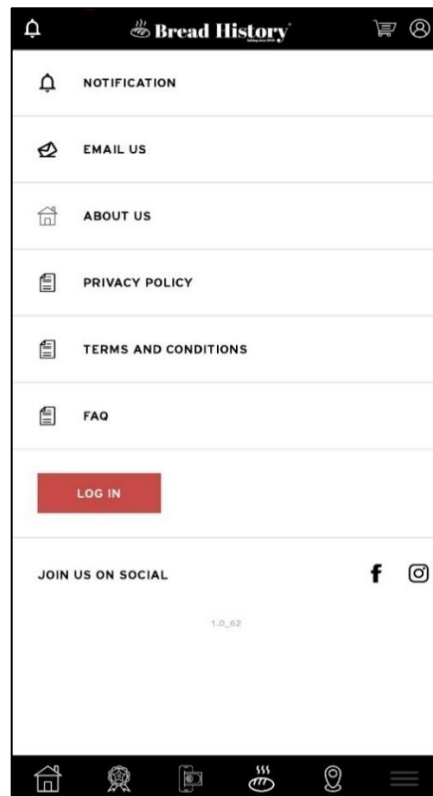 Bread History
NOTIFICATION
EMAIL US
ABOUT US
PRIVACY POLICY
TERMS AND CONDITIONS
FAQ
LOG IN
JOIN US ON SOCIAL
1.0_62